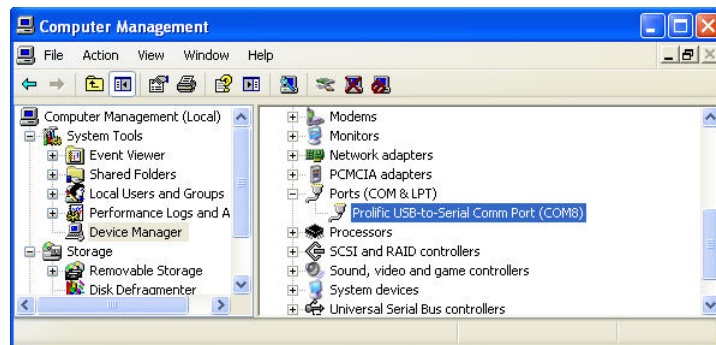 Computer Management
File Action View Window Help
Computer Management (Local)
System Tools
Event Viewer
Shared Folders
Local Users and Groups
Performance Logs and A
Device Manager
Storage
Removable Storage
Disk Defragmenter
Modems
Monitors
Network adapters
PCMCIA adapters
Ports (COM & LPT)
Prolific USB-to-Serial Comm Port (COM8)
Processors
SCSI and RAID controllers
Sound, video and game controllers
System devices
Universal Serial Bus controllers